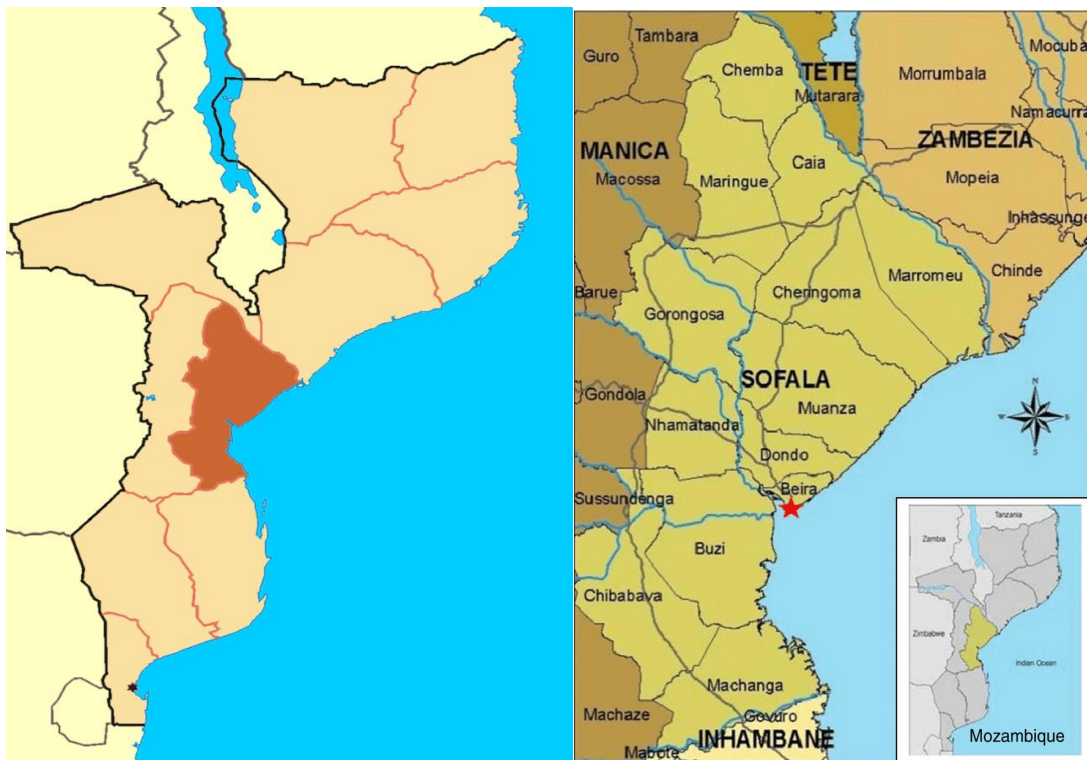 Tambara
Guro
Chemba
TETE
Mutarara
Morrumbala
Mocuba
Namacurra
MANICA
Macossa
Maringue
Caia
ZAMBEZIA
Mopeia
Inhassunge
Barue
Gorongosa
Cheringoma
Marromeu
Chinde
SOFALA
Gondola
Nhamatanda
Muanza
Dondo
Beira
N
W
E
S
Sussundenga
Buzi
Chibabava
Machanga
Machaze
Govuro
INHAMBANE
Mabote
Tanzania
Zambia
Zimbabwe
Indian Ocean
Mozambique